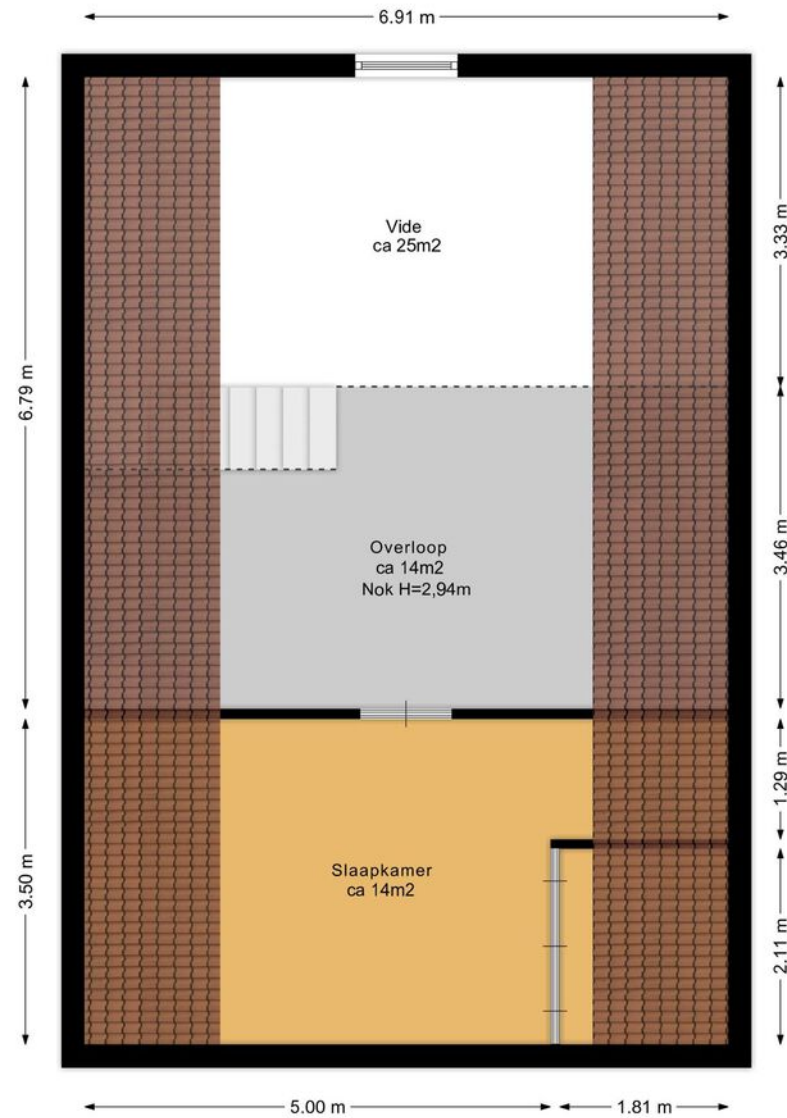 6.91 m
Vide
ca 25m2
3.33 m
6.79 m
3.46 m
Overloop
ca 14m2
Nok H=2,94m
1.29 m
Slaapkamer
ca 14m2
3.50 m
2.11 m
5.00 m
1.81 m